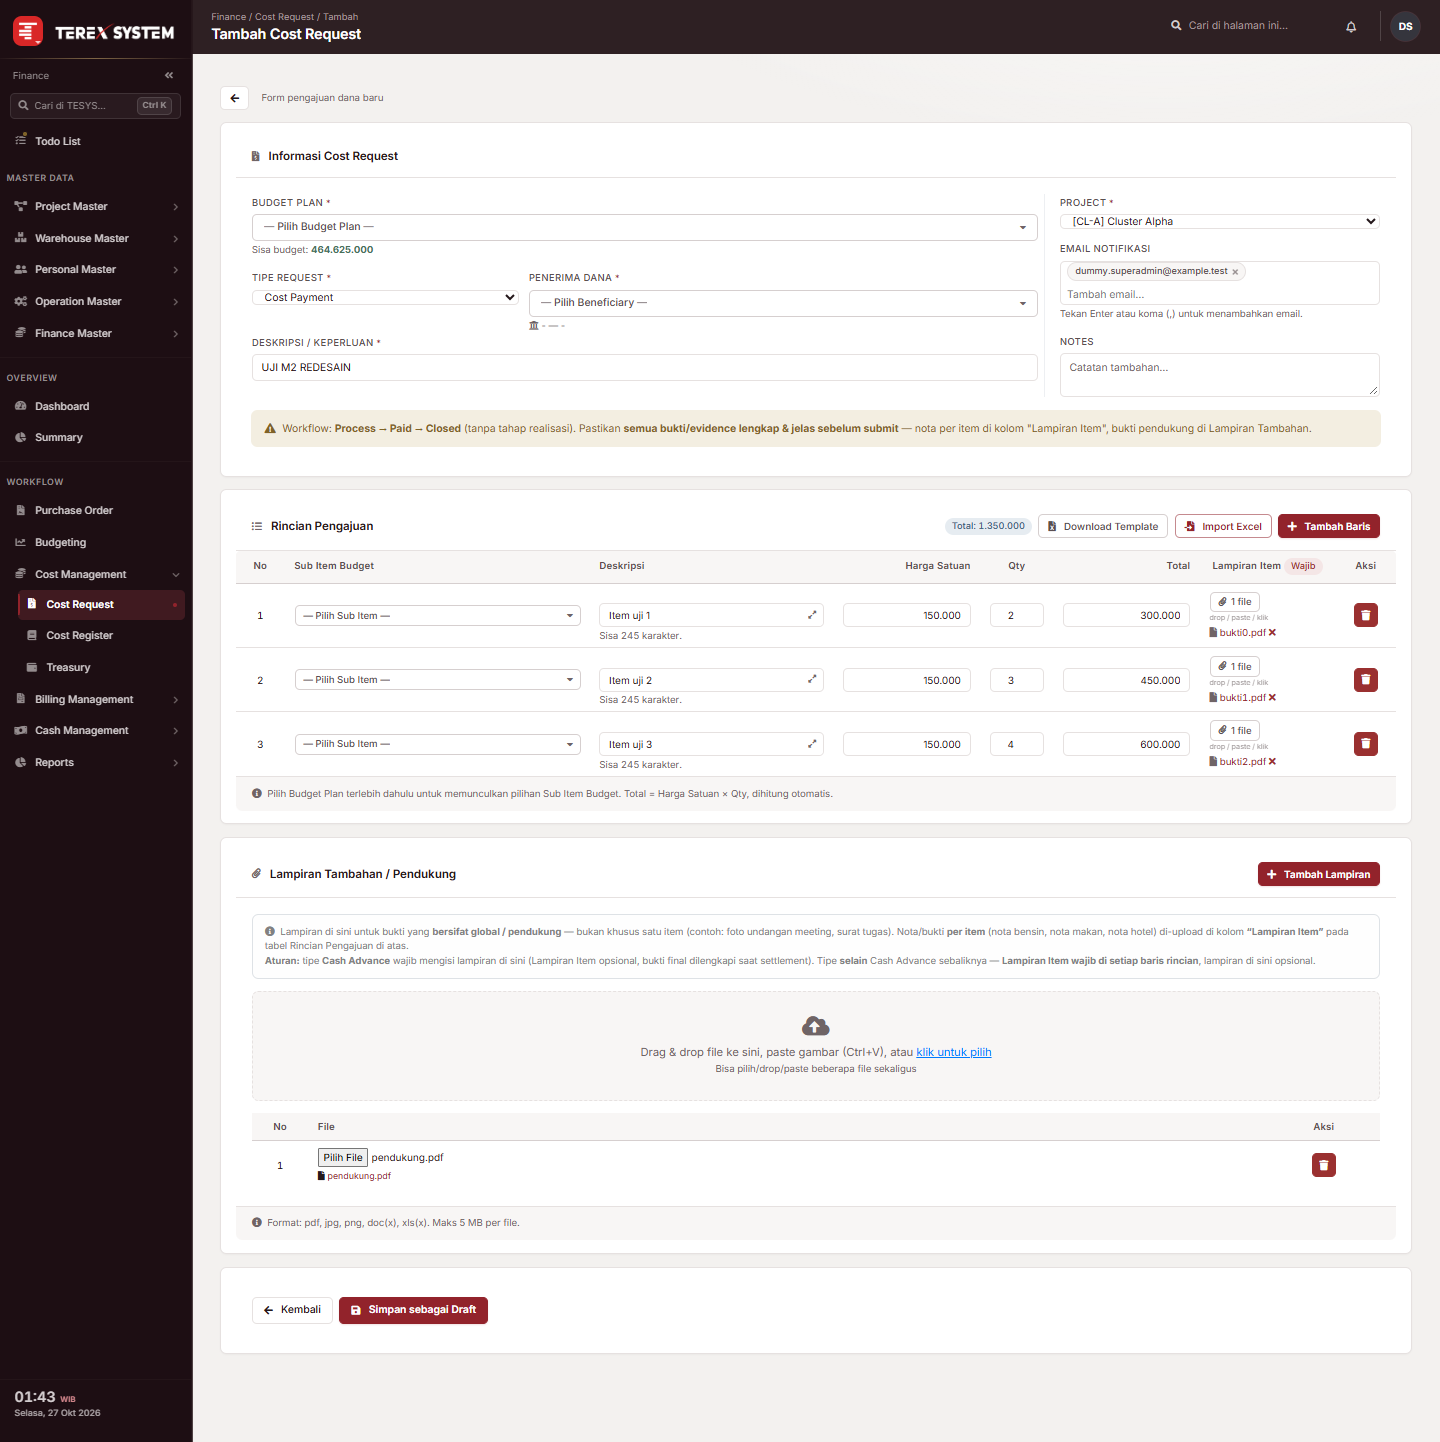 TEREX SYSTEM
Finance
Cari di TESYS...
Ctrl K
Todo List
MASTER DATA
Project Master
Warehouse Master
Personal Master
Operation Master
Finance Master
OVERVIEW
Dashboard
Summary
WORKFLOW
Purchase Order
Budgeting
Cost Management
Cost Request
Cost Register
Treasury
Billing Management
Cash Management
Reports
01:43 WIB
Selasa, 27 Okt 2026
Finance / Cost Request / Tambah
Tambah Cost Request
Cari di halaman ini...
DS
Form pengajuan dana baru
Informasi Cost Request
BUDGET PLAN *
— Pilih Budget Plan —
Sisa budget: 464.625.000
TIPE REQUEST *
Cost Payment
PENERIMA DANA *
— Pilih Beneficiary —
- — -
DESKRIPSI / KEPERLUAN *
UJI M2 REDESAIN
PROJECT *
[CL-A] Cluster Alpha
EMAIL NOTIFIKASI
dummy.superadmin@example.test ×
Tambah email...
Tekan Enter atau koma (,) untuk menambahkan email.
NOTES
Catatan tambahan...
Workflow: Process → Paid → Closed (tanpa tahap realisasi). Pastikan semua bukti/evidence lengkap & jelas sebelum submit — nota per item di kolom "Lampiran Item", bukti pendukung di Lampiran Tambahan.
Rincian Pengajuan
Total: 1.350.000
Download Template
Import Excel
Tambah Baris
No Sub Item Budget Deskripsi Harga Satuan Qty Total Lampiran Item Wajib Aksi
1 — Pilih Sub Item — Item uji 1 150.000 2 300.000 1 file
Sisa 245 karakter.
drop / paste / klik
bukti0.pdf
2 — Pilih Sub Item — Item uji 2 150.000 3 450.000 1 file
Sisa 245 karakter.
drop / paste / klik
bukti1.pdf
3 — Pilih Sub Item — Item uji 3 150.000 4 600.000 1 file
Sisa 245 karakter.
drop / paste / klik
bukti2.pdf
Pilih Budget Plan terlebih dahulu untuk memunculkan pilihan Sub Item Budget. Total = Harga Satuan × Qty, dihitung otomatis.
Lampiran Tambahan / Pendukung
Tambah Lampiran
Lampiran di sini untuk bukti yang bersifat global / pendukung — bukan khusus satu item (contoh: foto undangan meeting, surat tugas). Nota/bukti per item (nota bensin, nota makan, nota hotel) di-upload di kolom “Lampiran Item” pada
tabel Rincian Pengajuan di atas.
Aturan: tipe Cash Advance wajib mengisi lampiran di sini (Lampiran Item opsional, bukti final dilengkapi saat settlement). Tipe selain Cash Advance sebaliknya — Lampiran Item wajib di setiap baris rincian, lampiran di sini opsional.
Drag & drop file ke sini, paste gambar (Ctrl+V), atau klik untuk pilih
Bisa pilih/drop/paste beberapa file sekaligus
No File Aksi
1 Pilih File pendukung.pdf
pendukung.pdf
Format: pdf, jpg, png, doc(x), xls(x). Maks 5 MB per file.
Kembali
Simpan sebagai Draft